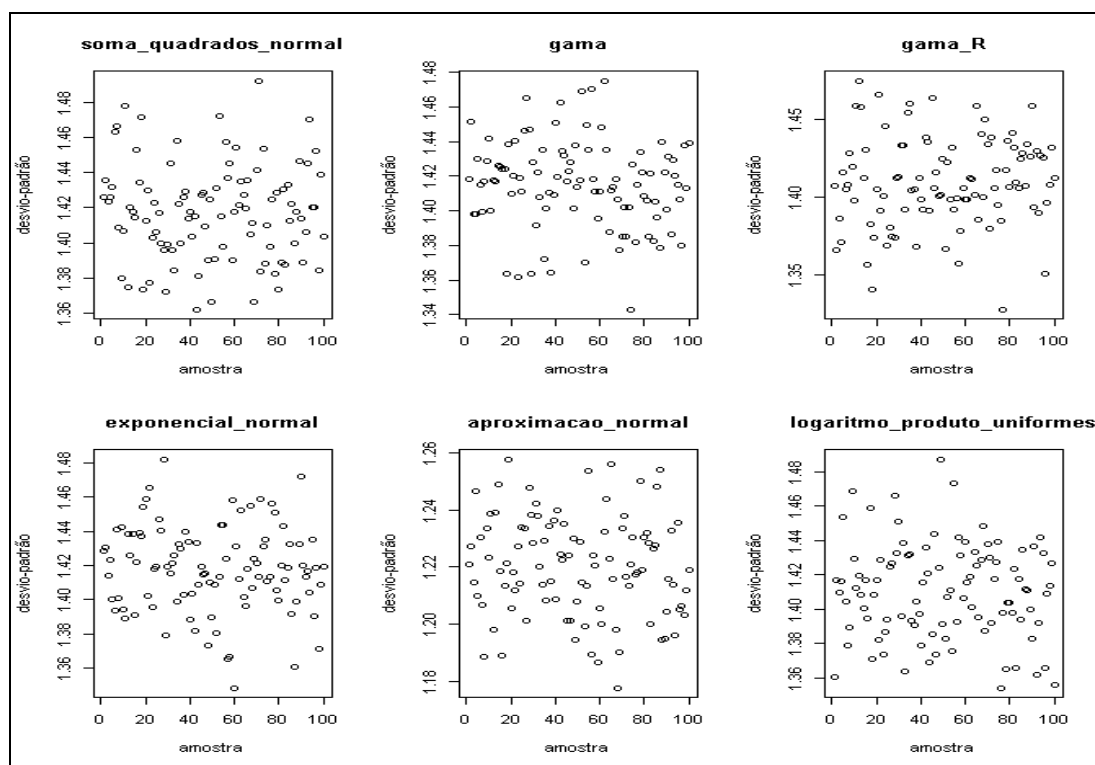 soma_quadrados_normal
desvio-padrão
1.36 1.38 1.40 1.42 1.44 1.46 1.48
0 20 40 60 80 100
amostra
gama
desvio-padrão
1.34 1.36 1.38 1.40 1.42 1.44 1.46 1.48
0 20 40 60 80 100
amostra
gama_R
desvio-padrão
1.35 1.40 1.45
0 20 40 60 80 100
amostra
exponencial_normal
desvio-padrão
1.36 1.38 1.40 1.42 1.44 1.46 1.48
0 20 40 60 80 100
amostra
aproximacao_normal
desvio-padrão
1.18 1.20 1.22 1.24 1.26
0 20 40 60 80 100
amostra
logaritmo_produto_uniformes
desvio-padrão
1.36 1.38 1.40 1.42 1.44 1.46 1.48
0 20 40 60 80 100
amostra